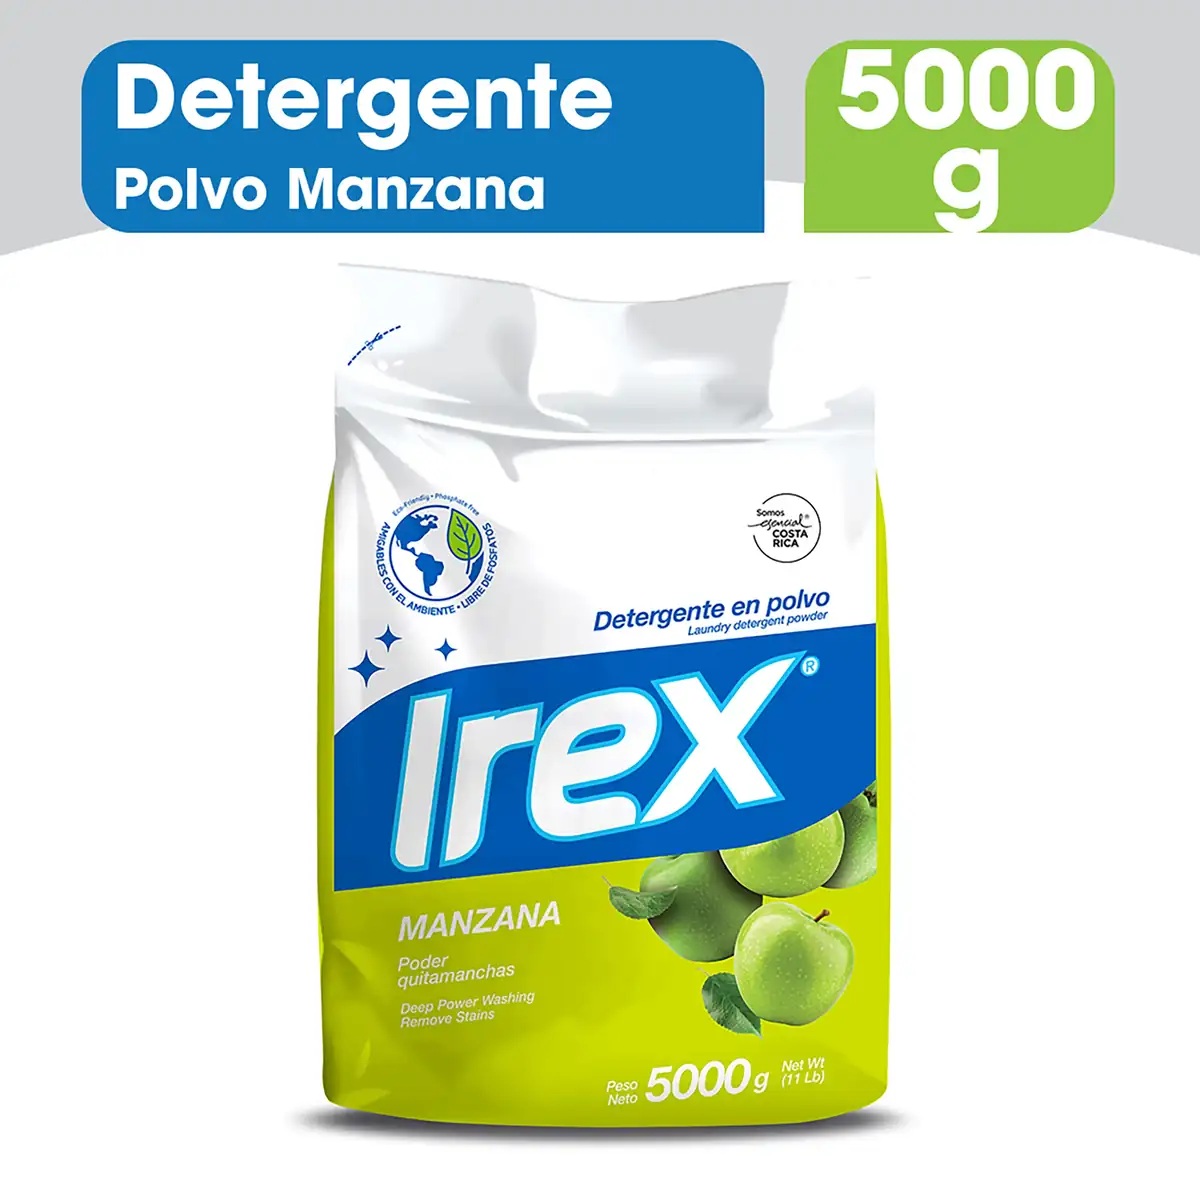 Detergente
Polvo Manzana
5000
g
Eco-Friendly • Phosphate free
AMIGABLES CON EL AMBIENTE • LIBRE DE FOSFATOS
Somos
esencial®
COSTA
RICA
Detergente en polvo
Laundry detergent powder
Irex®
MANZANA
Poder
quitamanchas
Deep Power Washing
Remove Stains
Peso
Neto
5000 g
Net Wt
(11 Lb)